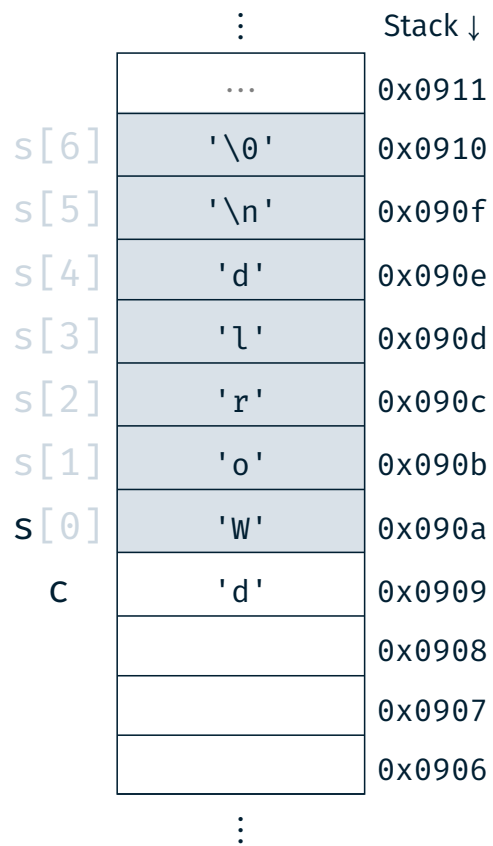 ⋮ Stack ↓
... 0x0911
s[6] '\0' 0x0910
s[5] '\n' 0x090f
s[4] 'd' 0x090e
s[3] 'l' 0x090d
s[2] 'r' 0x090c
s[1] 'o' 0x090b
s[0] 'W' 0x090a
c 'd' 0x0909
0x0908
0x0907
0x0906
⋮